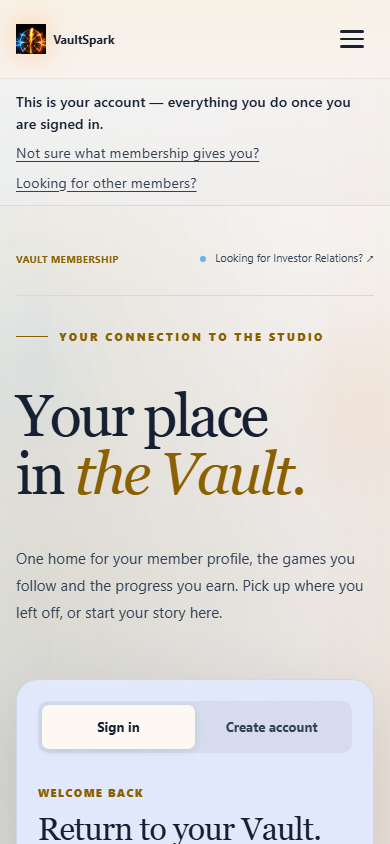 VaultSpark
This is your account — everything you do once you
are signed in.
Not sure what membership gives you?
Looking for other members?
VAULT MEMBERSHIP
Looking for Investor Relations? ↗
YOUR CONNECTION TO THE STUDIO
Your place
in the Vault.
One home for your member profile, the games you
follow and the progress you earn. Pick up where you
left off, or start your story here.
Sign in
Create account
WELCOME BACK
Return to your Vault.